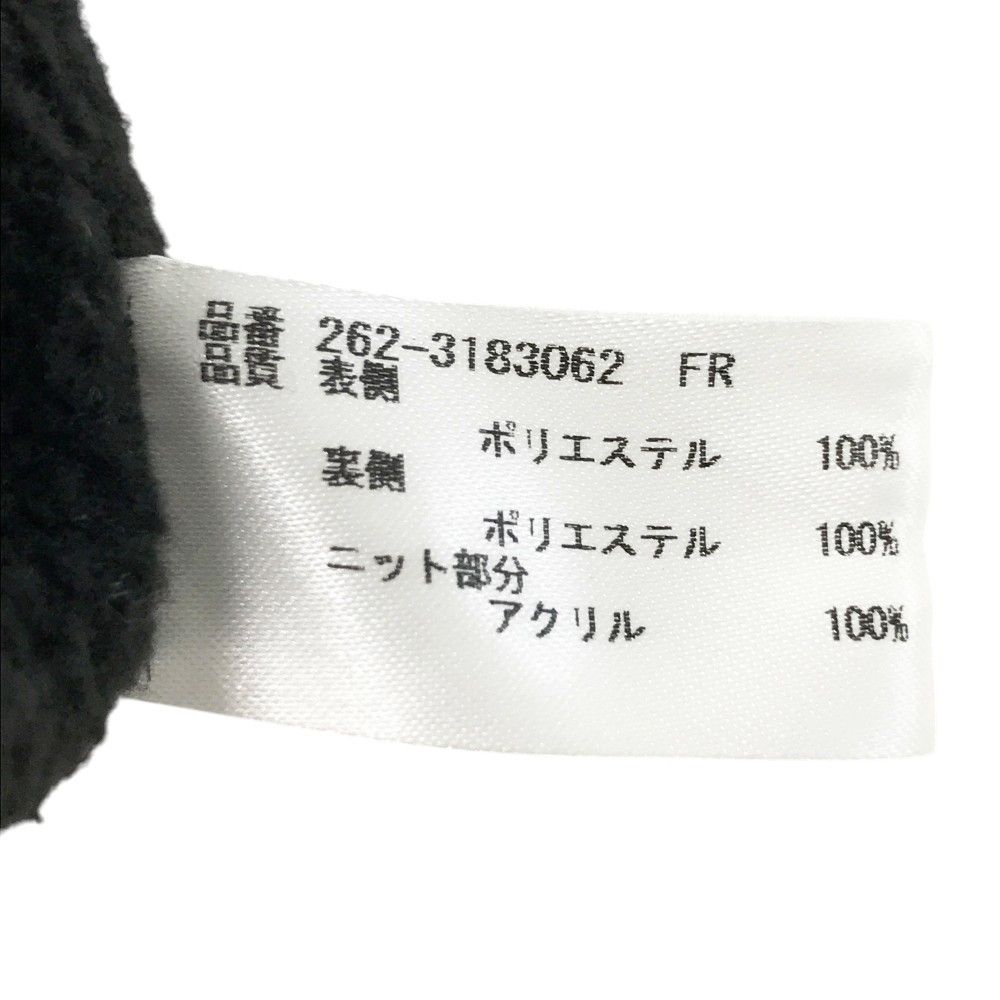 品番 262-3183062 FR
品質 表側
ポリエステル 100%
裏側
ポリエステル 100%
ニット部分
アクリル 100%